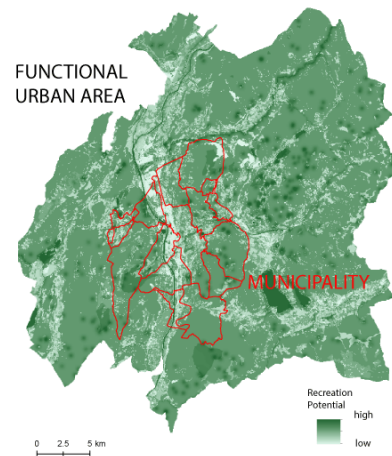 FUNCTIONAL
URBAN AREA
MUNICIPALITY
Recreation
Potential
high
low
0 2.5 5 km